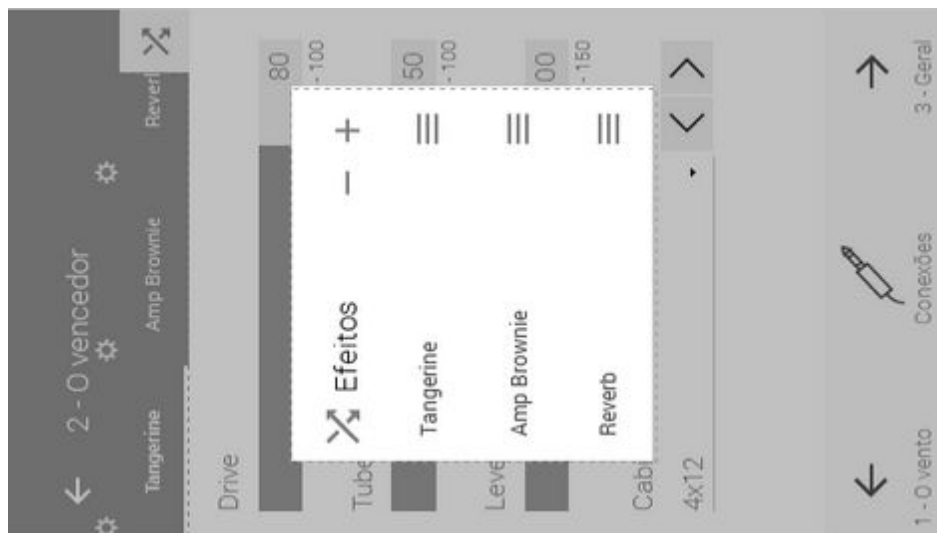 2 - O vencedor
Tangerine Amp Brownie Reverb
Drive
80
- 100
Efeitos
Tangerine
Amp Brownie
Reverb
Tube
50
- 100
Leve
00
- 150
Cabi
4x12
1 - O vento Conexões 3 - Geral